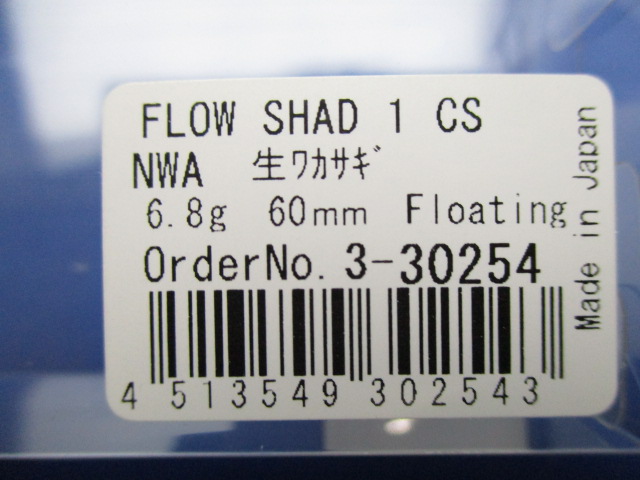 FLOW SHAD 1 CS
NWA 生ワカサギ
6.8g 60mm Floating
OrderNo. 3-30254
4 513549 302543
Made in Japan